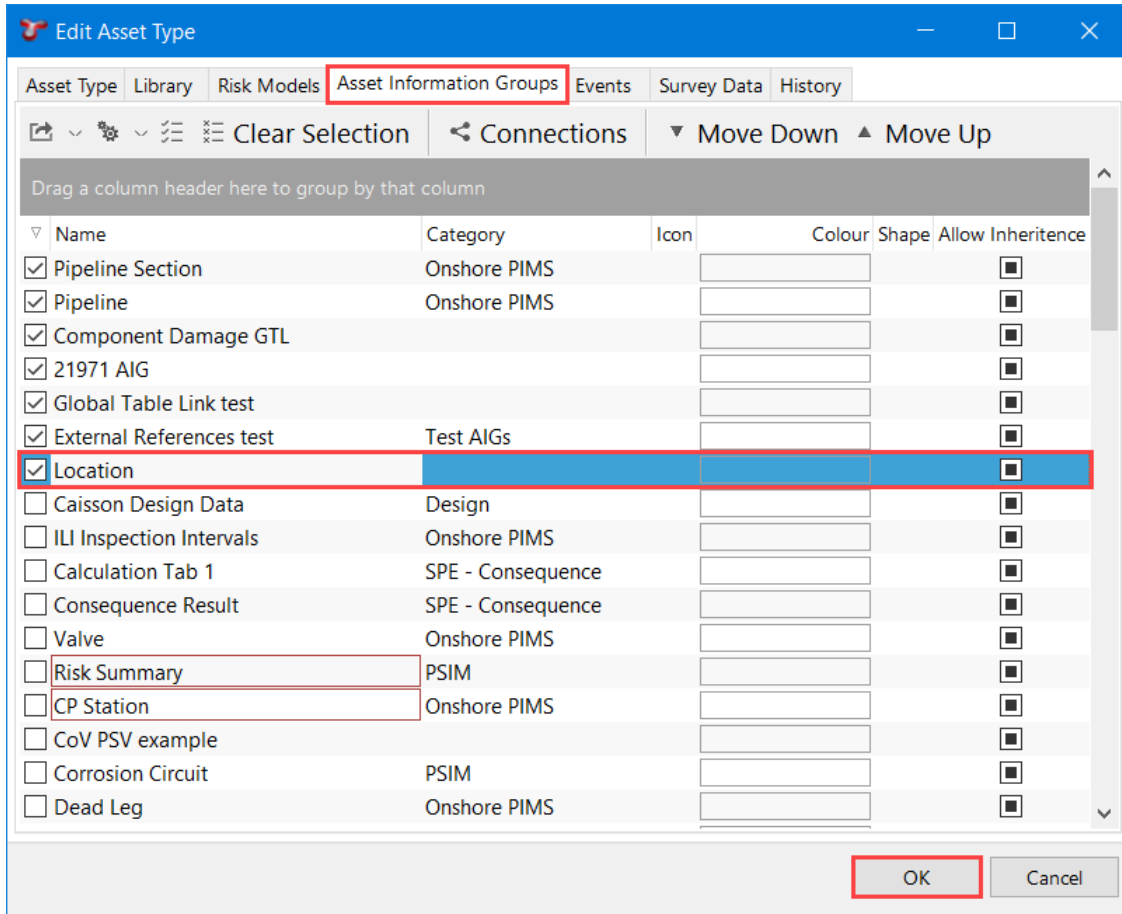 Edit Asset Type
Asset Type Library Risk Models Asset Information Groups Events Survey Data History
Clear Selection Connections Move Down Move Up
Drag a column header here to group by that column
Name Category Icon Colour Shape Allow Inheritence
Pipeline Section Onshore PIMS
Pipeline Onshore PIMS
Component Damage GTL
21971 AIG
Global Table Link test
External References test Test AIGs
Location
Caisson Design Data Design
ILI Inspection Intervals Onshore PIMS
Calculation Tab 1 SPE - Consequence
Consequence Result SPE - Consequence
Valve Onshore PIMS
Risk Summary PSIM
CP Station Onshore PIMS
CoV PSV example
Corrosion Circuit PSIM
Dead Leg Onshore PIMS
OK Cancel